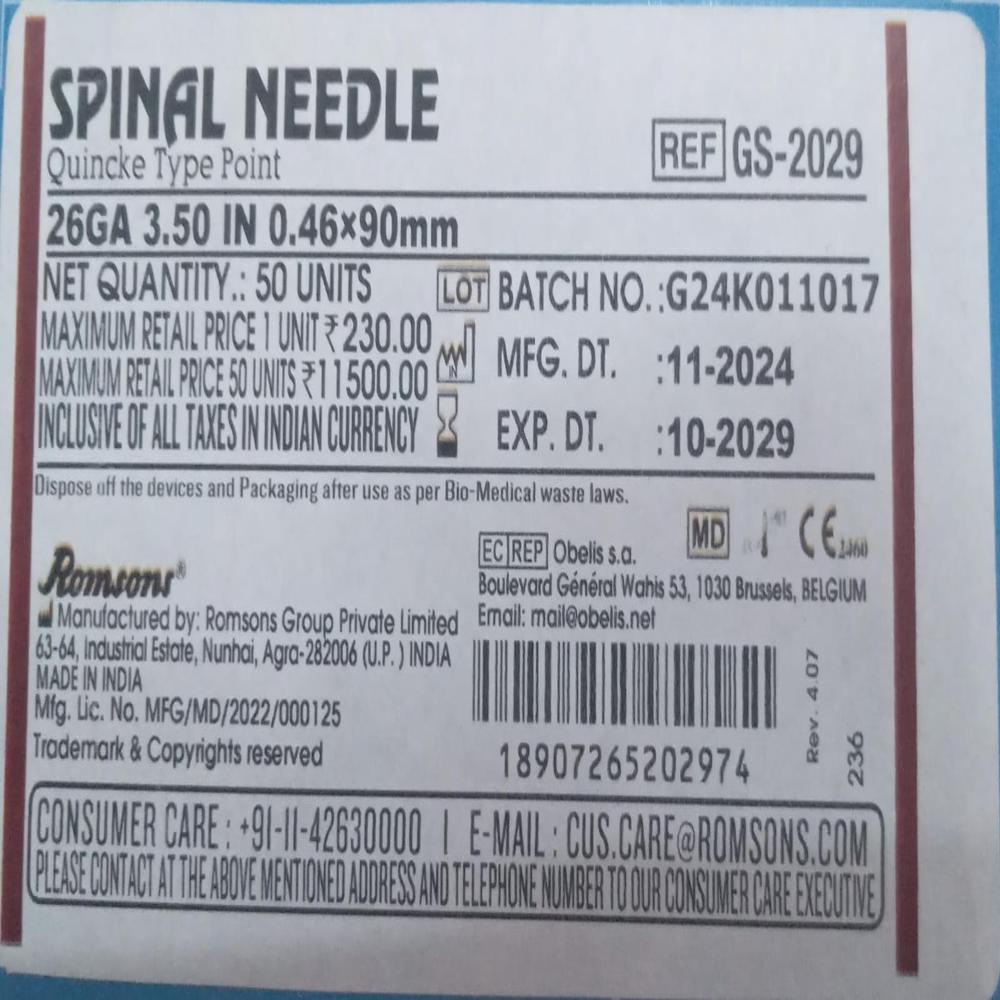 SPINAL NEEDLE
Quincke Type Point
REF GS-2029
26GA 3.50 IN 0.46×90mm
NET QUANTITY.: 50 UNITS
MAXIMUM RETAIL PRICE 1 UNIT ₹230.00
MAXIMUM RETAIL PRICE 50 UNITS ₹11500.00
INCLUSIVE OF ALL TAXES IN INDIAN CURRENCY
LOT BATCH NO.:G24K011017
IN MFG. DT. :11-2024
EXP. DT. :10-2029
Dispose off the devices and Packaging after use as per Bio-Medical waste laws.
Romsons®
Manufactured by: Romsons Group Private Limited
63-64, Industrial Estate, Nunhai, Agra-282006 (U.P.) INDIA
MADE IN INDIA
Mfg. Lic. No. MFG/MD/2022/000125
Trademark & Copyrights reserved
MD CE
EC REP Obelis s.a.
Boulevard Général Wahis 53, 1030 Brussels, BELGIUM
Email: mail@obelis.net
18907265202974
Rev. 4.07
236
CONSUMER CARE : +91-11-42630000 | E-MAIL : CUS.CARE@ROMSONS.COM
PLEASE CONTACT AT THE ABOVE MENTIONED ADDRESS AND TELEPHONE NUMBER TO OUR CONSUMER CARE EXECUTIVE